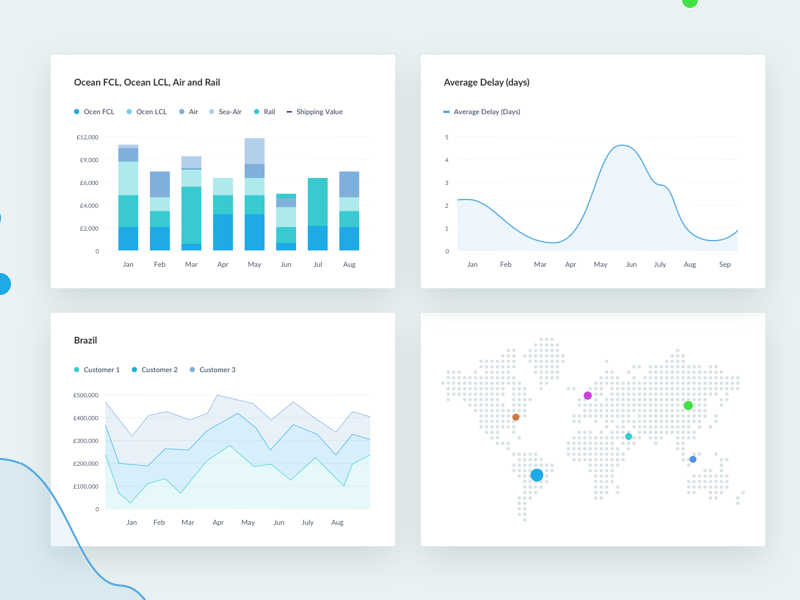 Ocean FCL, Ocean LCL, Air and Rail
Ocen FCL Ocen LCL Air Sea-Air Rail Shipping Value
£12,000
£9,000
£6,000
£4,000
£2,000
0
Jan Feb Mar Apr May Jun Jul Aug
Average Delay (days)
Average Delay (Days)
5
4
3
2
1
0
Jan Feb Mar Apr May Jun July Aug Sep
Brazil
Customer 1 Customer 2 Customer 3
£500,000
£400,000
£300,000
£200,000
£100,000
0
Jan Feb Mar Apr May Jun July Aug